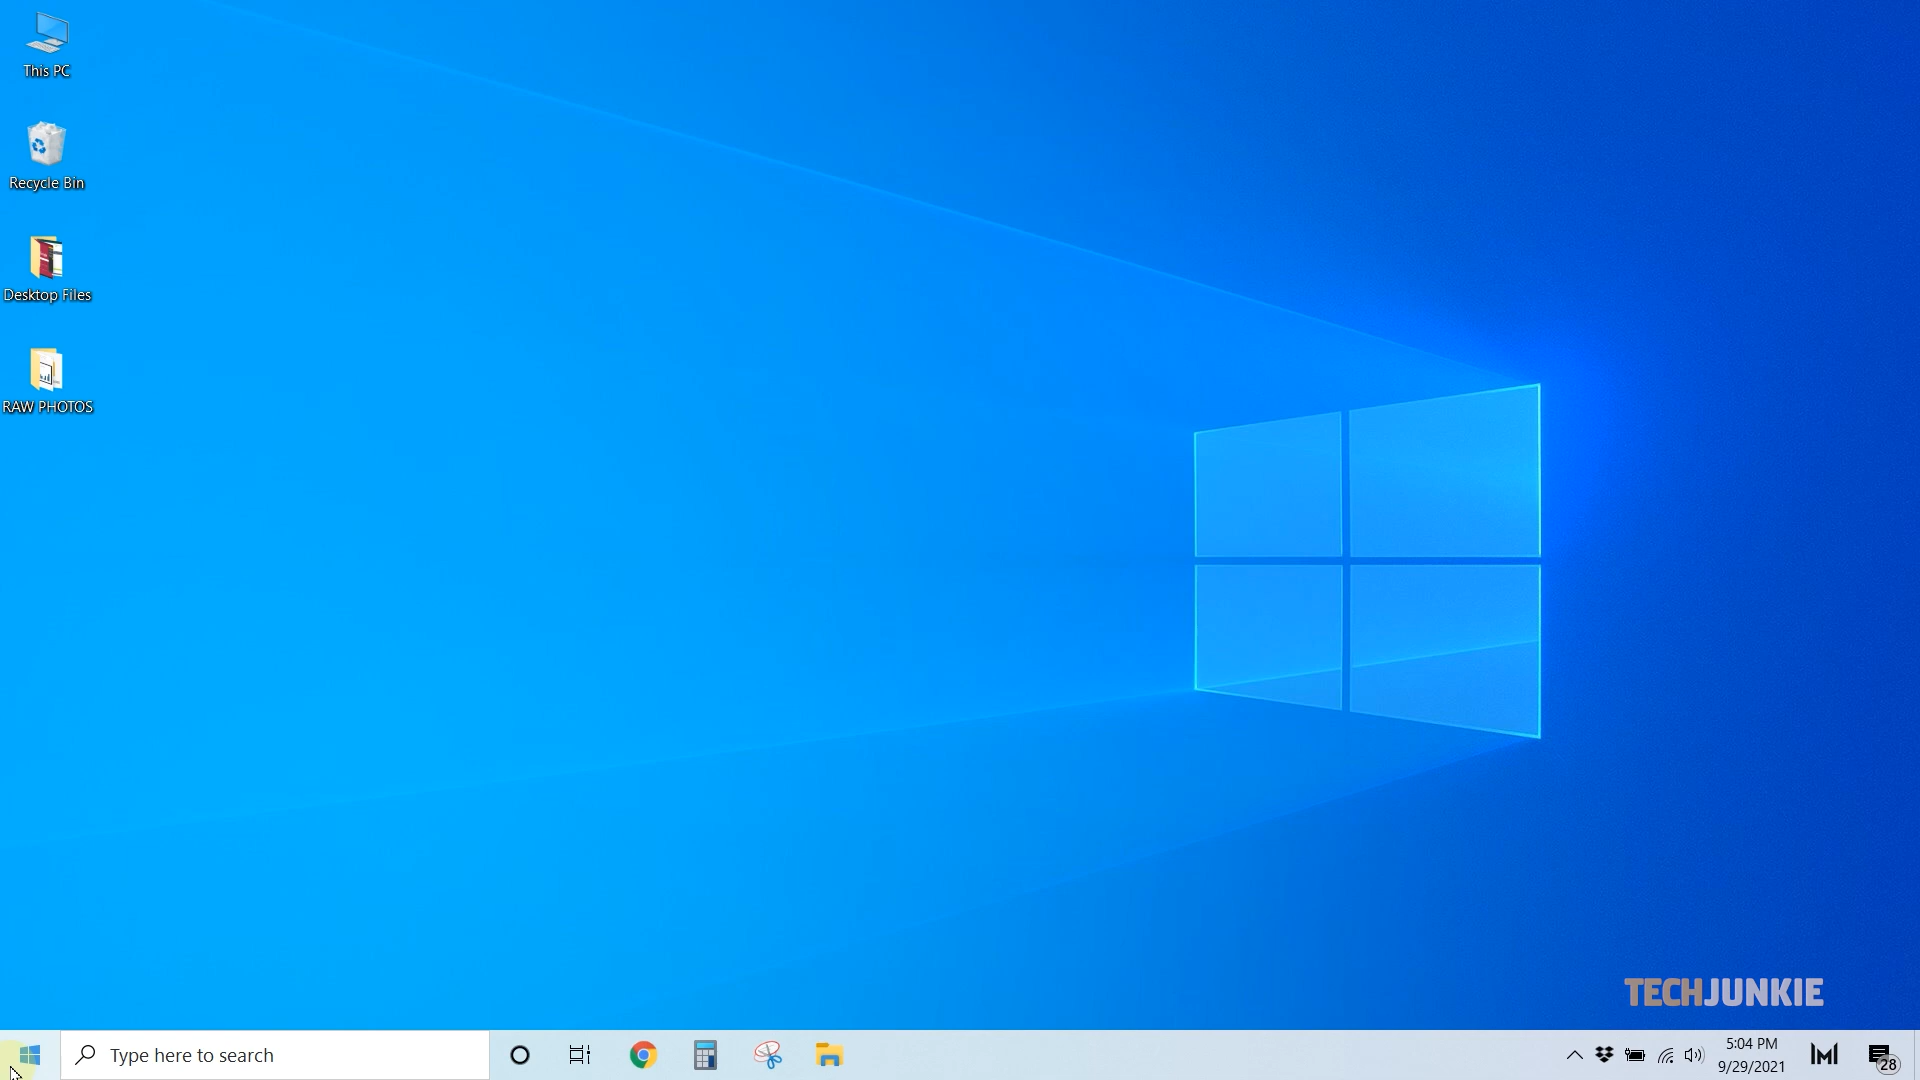 This PC
Recycle Bin
Desktop Files
RAW PHOTOS
TECHJUNKIE
Type here to search
5:04 PM
9/29/2021
28